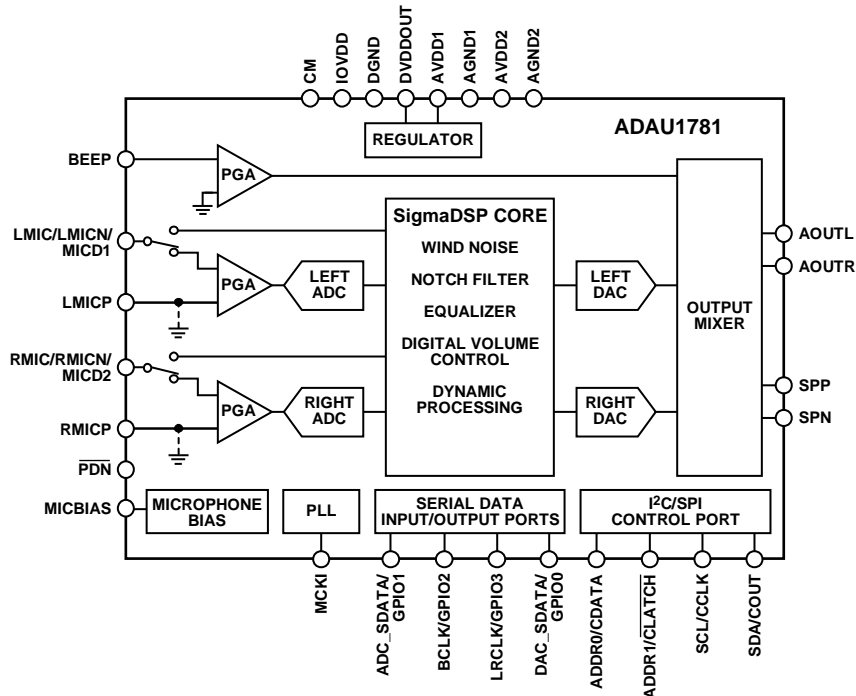 CM
IOVDD
DGND
DVDDOUT
AVDD1
AGND1
AVDD2
AGND2
REGULATOR
ADAU1781
BEEP
PGA
SigmaDSP CORE
WIND NOISE
NOTCH FILTER
EQUALIZER
DIGITAL VOLUME
CONTROL
DYNAMIC
PROCESSING
LMIC/LMICN/
MICD1
PGA
LEFT
ADC
LEFT
DAC
LMICP
RMIC/RMICN/
MICD2
PGA
RIGHT
ADC
RIGHT
DAC
RMICP
OUTPUT
MIXER
AOUTL
AOUTR
SPP
SPN
PDN
MICBIAS
MICROPHONE
BIAS
PLL
SERIAL DATA
INPUT/OUTPUT PORTS
I²C/SPI
CONTROL PORT
MCKI
ADC_SDATA/
GPIO1
BCLK/GPIO2
LRCLK/GPIO3
DAC_SDATA/
GPIO0
ADDR0/CDATA
ADDR1/CLATCH
SCL/CCLK
SDA/COUT